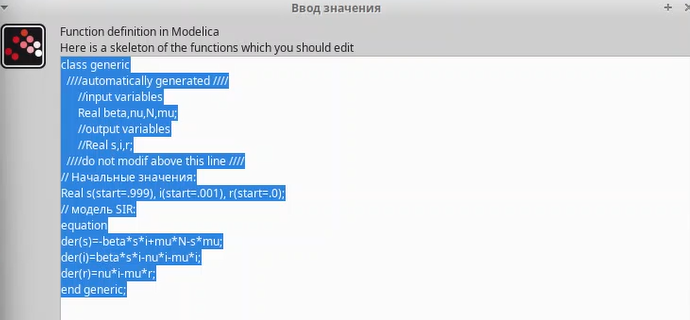 Ввод значения
Function definition in Modelica
Here is a skeleton of the functions which you should edit
class generic
////automatically generated ////
//input variables
Real beta,nu,N,mu;
//output variables
//Real s,i,r;
////do not modif above this line ////
// Начальные значения:
Real s(start=.999), i(start=.001), r(start=.0);
// модель SIR:
equation
der(s)=-beta*s*i+mu*N-s*mu;
der(i)=beta*s*i-nu*i-mu*i;
der(r)=nu*i-mu*r;
end generic;